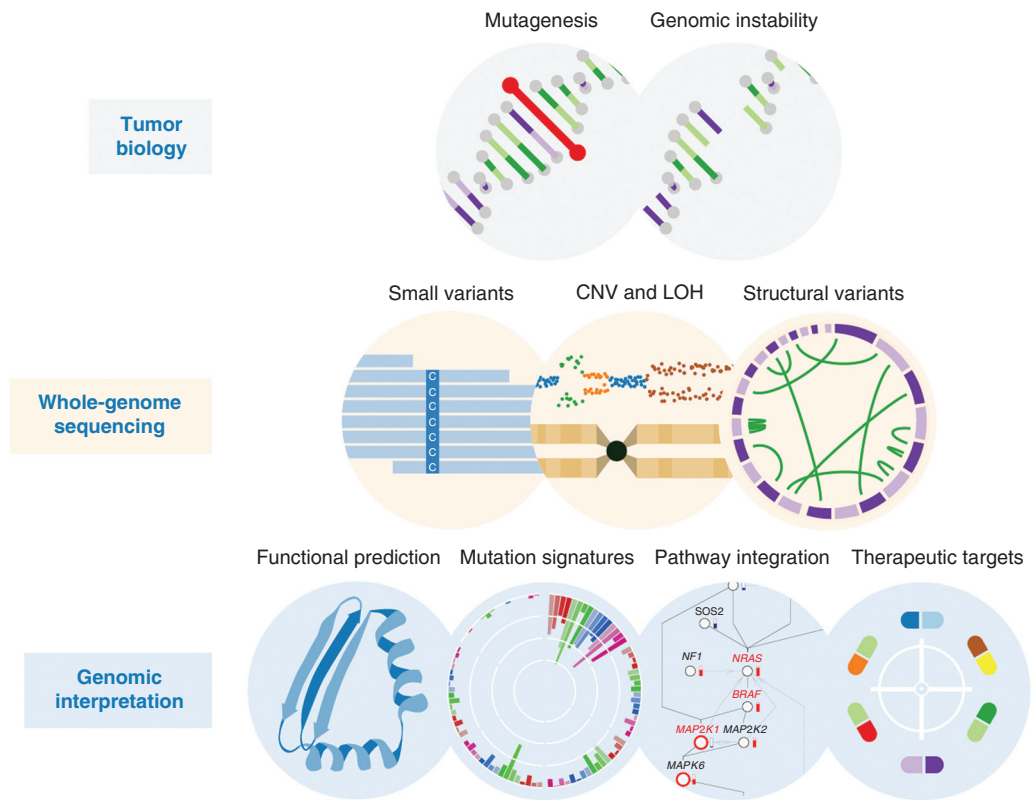 Mutagenesis
Genomic instability
Tumor
biology
Small variants
CNV and LOH
Structural variants
Whole-genome
sequencing
C
C
C
C
C
C
C
Functional prediction
Mutation signatures
Pathway integration
Therapeutic targets
Genomic
interpretation
SOS2
NF1
NRAS
BRAF
MAP2K1
MAP2K2
MAPK6